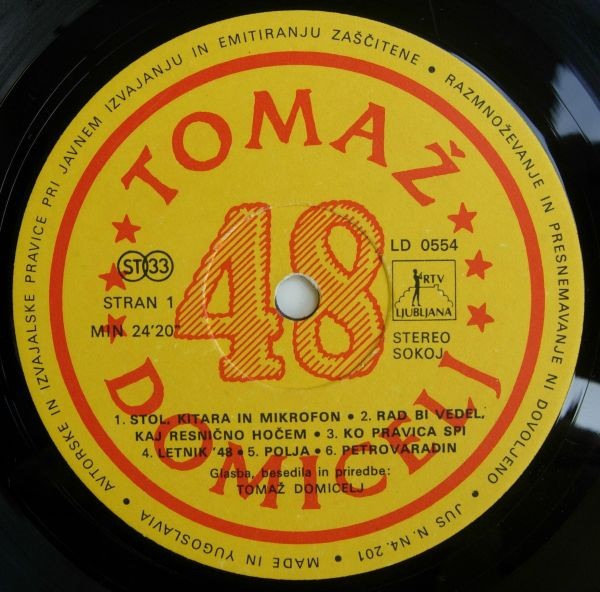 AVTORSKE IN IZVAJALSKE PRAVICE PRI JAVNEM IZVAJANJU IN EMITIRANJU ZAŠČITENE • RAZMNOŽEVANJE IN PRESNEMAVANJE NI DOVOLJENO • JUS N. N4. 201 • MADE IN YUGOSLAVIA •
TOMAŽ
48
ST 33
STRAN 1
MIN 24'20"
LD 0554
RTV
LJUBLJANA
STEREO
SOKOJ
1. STOL, KITARA IN MIKROFON • 2. RAD BI VEDEL,
KAJ RESNIČNO HOČEM • 3. KO PRAVICA SPI
4. LETNIK '48 • 5. POLJA • 6. PETROVARADIN
Glasba, besedila in priredbe:
TOMAŽ DOMICELJ
DOMICELJ